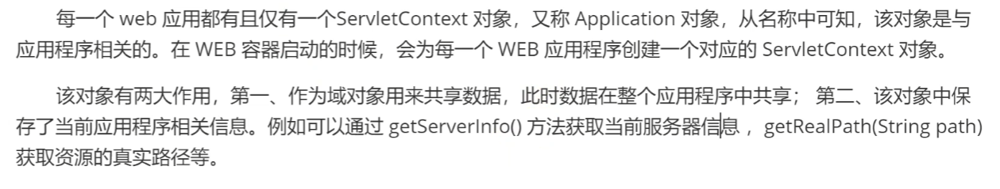 每一个 web 应用都有且仅有一个ServletContext 对象，又称 Application 对象，从名称中可知，该对象是与
应用程序相关的。在 WEB 容器启动的时候，会为每一个 WEB 应用程序创建一个对应的 ServletContext 对象。
该对象有两大作用，第一、作为域对象用来共享数据，此时数据在整个应用程序中共享； 第二、该对象中保
存了当前应用程序相关信息。例如可以通过 getServerInfo() 方法获取当前服务器信息 ，getRealPath(String path)
获取资源的真实路径等。